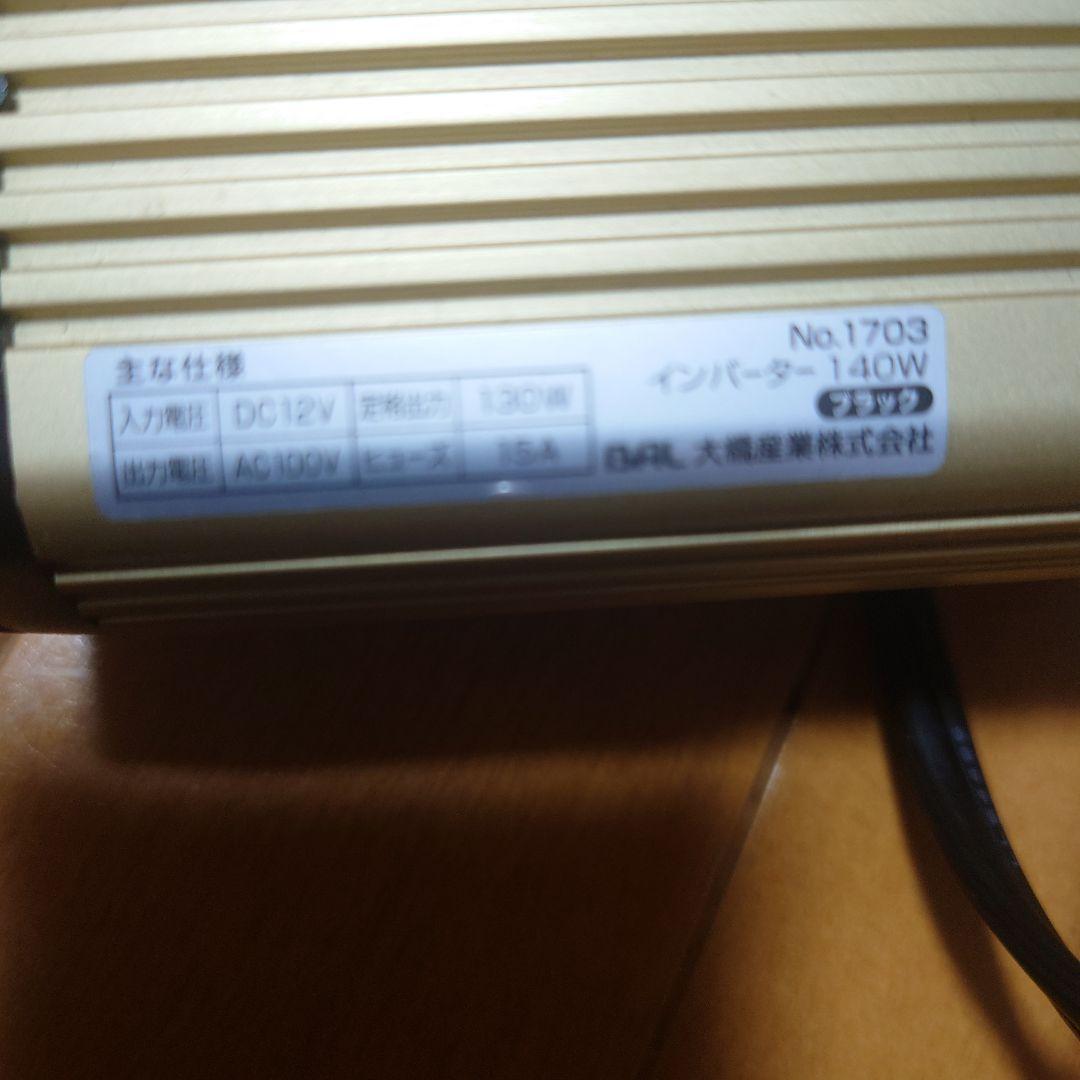 主な仕様
入力電圧 DC12V 定格出力 130W
出力電圧 AC100V ヒューズ 15A
No.1703
インバーター 140W
ブラック
BAL 大橋産業株式会社